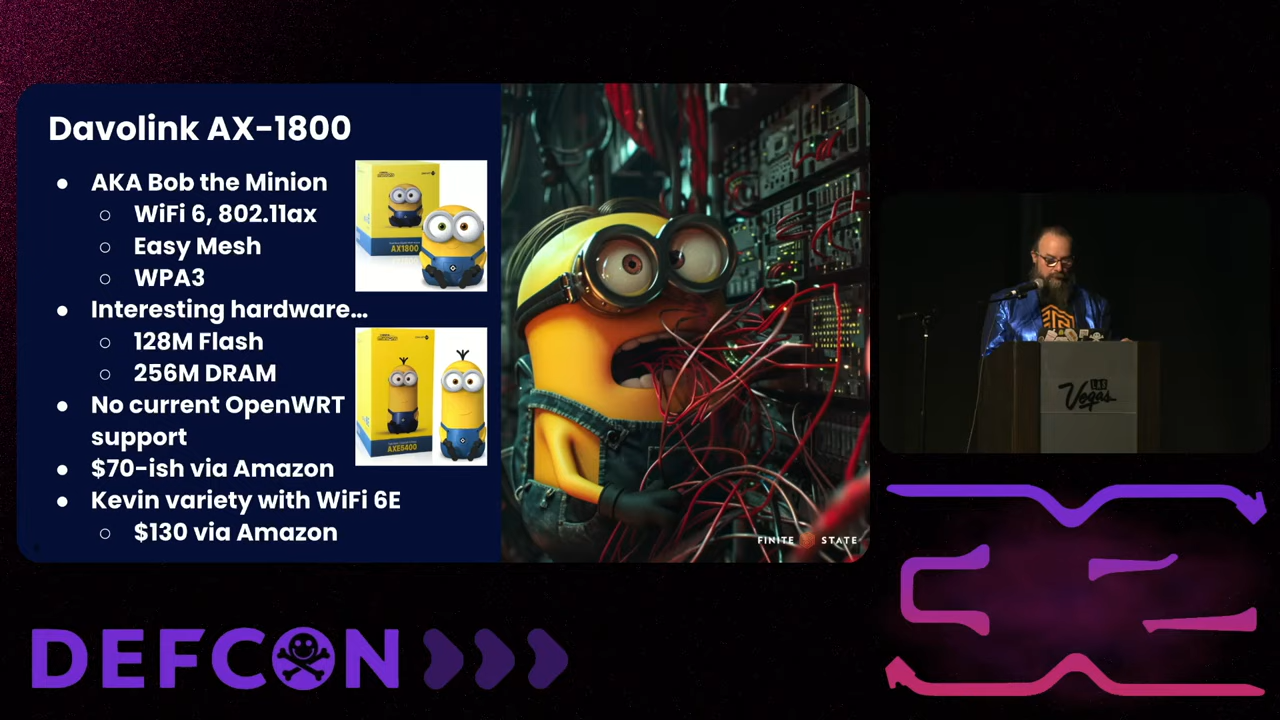 Davolink AX-1800
● AKA Bob the Minion
○ WiFi 6, 802.11ax
○ Easy Mesh
○ WPA3
● Interesting hardware...
○ 128M Flash
○ 256M DRAM
● No current OpenWRT
support
● $70-ish via Amazon
● Kevin variety with WiFi 6E
○ $130 via Amazon
AX1800
AXE5400
FINITE STATE
LAS
Vegas
DEFCON